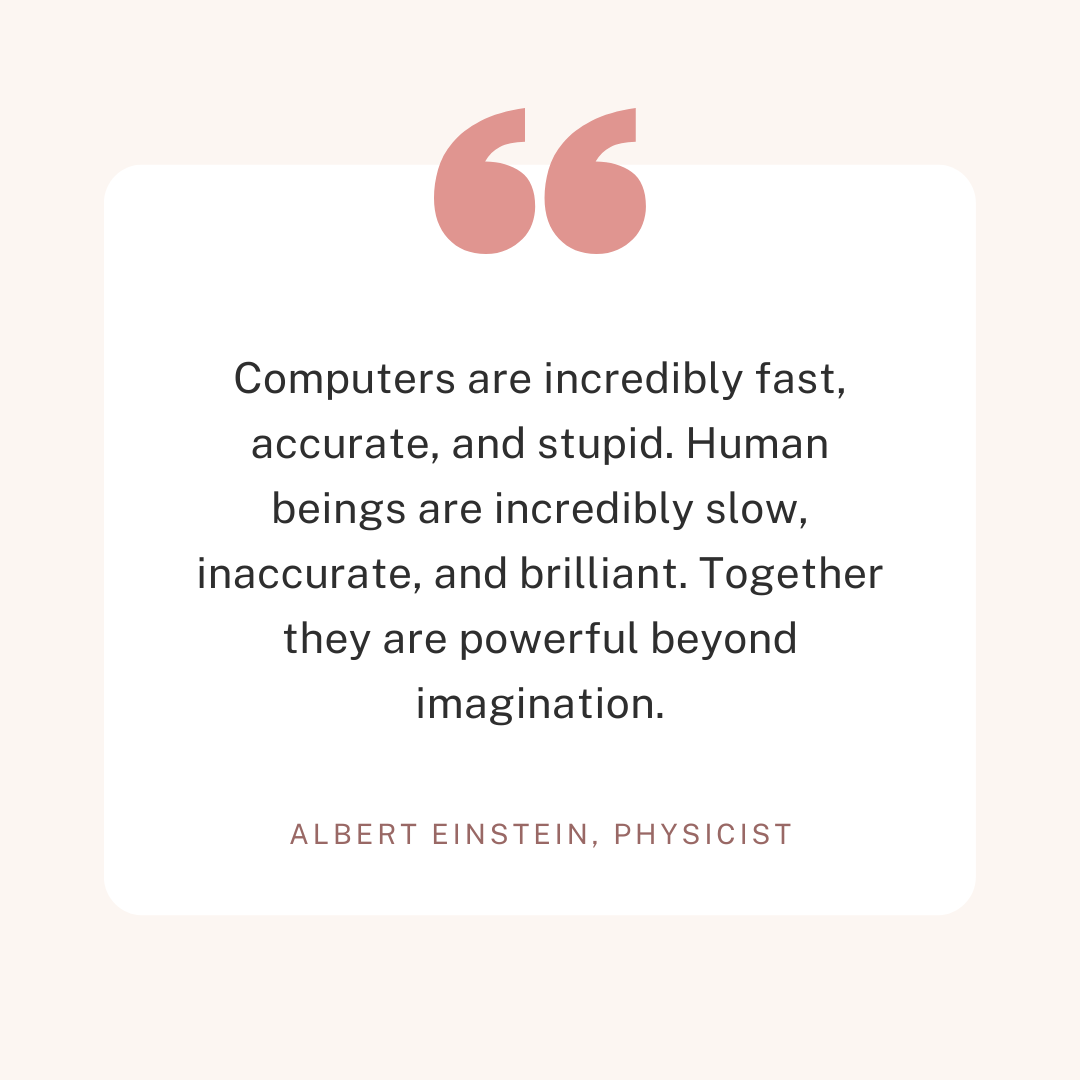 Computers are incredibly fast,
accurate, and stupid. Human
beings are incredibly slow,
inaccurate, and brilliant. Together
they are powerful beyond
imagination.
ALBERT EINSTEIN, PHYSICIST